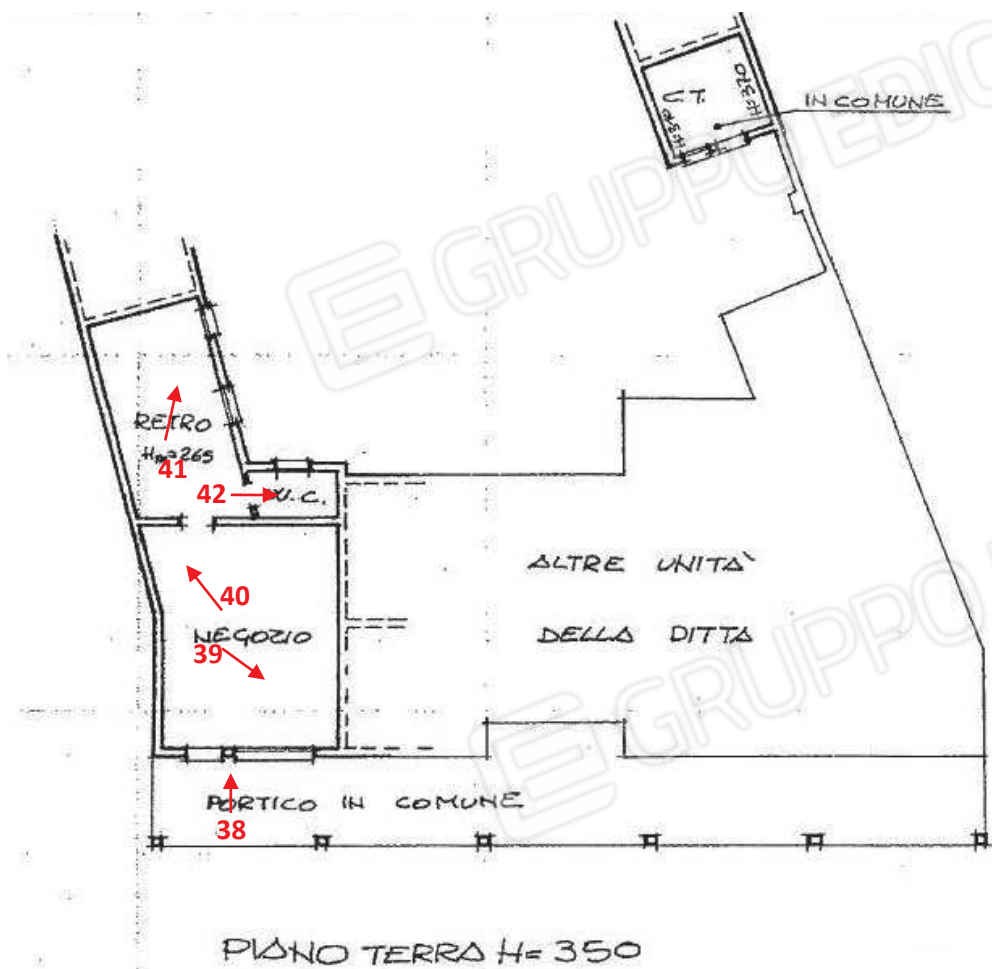 GRUPPO EDIC
C.T.
H=370
H=370
IN COMUNE
RETRO
Hm=265
41
42
W.C.
40
NEGOZIO
39
ALTRE UNITA'
DELLA DITTA
GRUPPO
38
PORTICO IN COMUNE
PIANO TERRA H=350